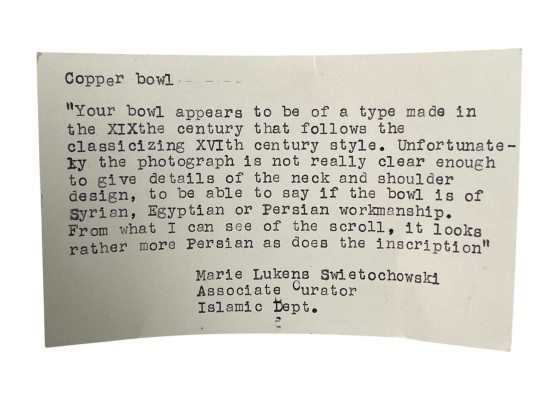 Copper bowl - - - -
"Your bowl appears to be of a type made in
the XIXthe century that follows the
classicizing XVIth century style. Unfortunate-
ly the photograph is not really clear enough
to give details of the neck and shoulder
design, to be able to say if the bowl is of
Syrian, Egyptian or Persian workmanship.
From what I can see of the scroll, it looks
rather more Persian as does the inscription"
Marie Lukens Swietochowski
Associate Curator
Islamic Dept.